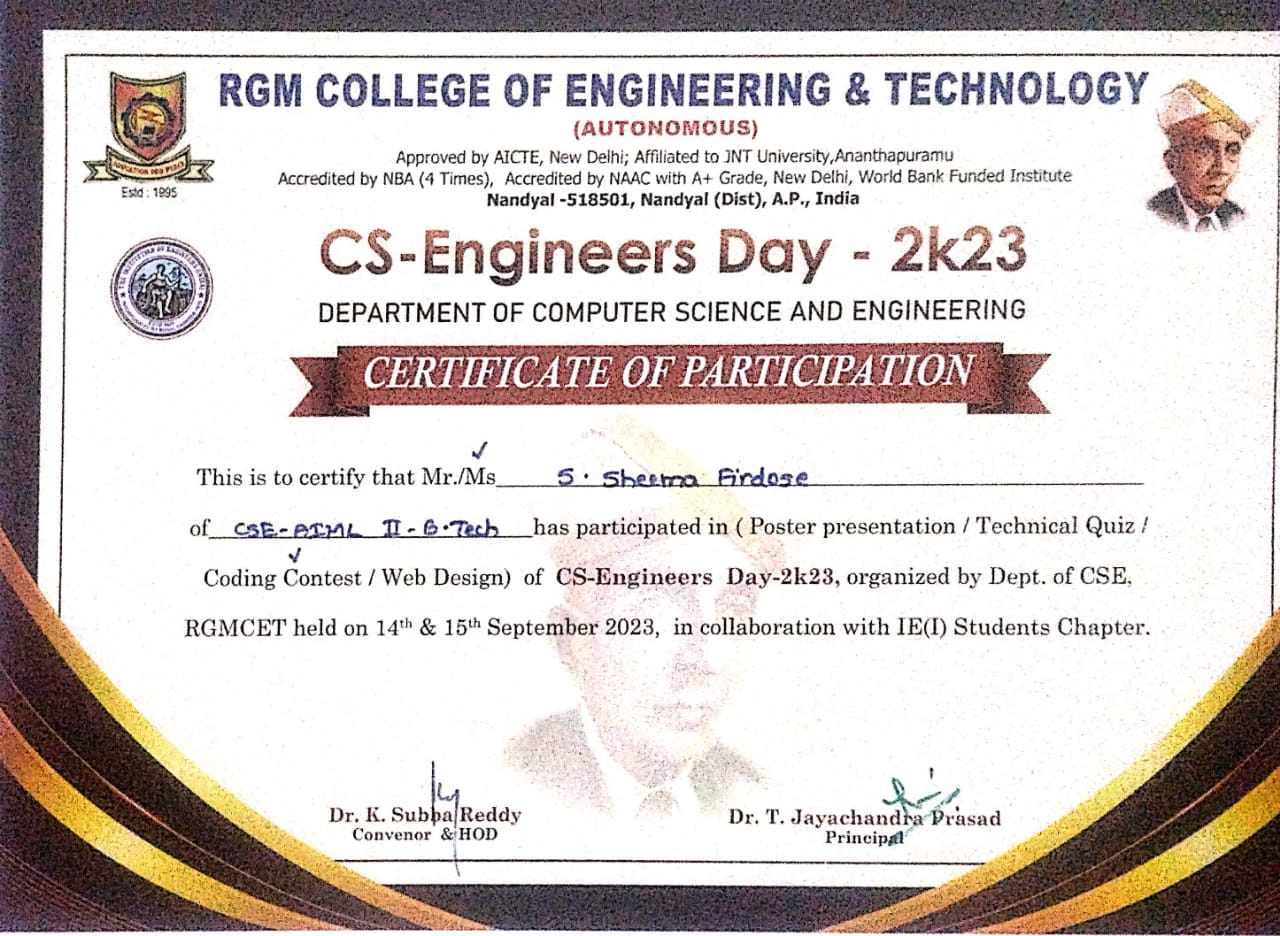 RGM COLLEGE OF ENGINEERING & TECHNOLOGY
(AUTONOMOUS)
Approved by AICTE, New Delhi; Affiliated to JNT University,Ananthapuramu
Accredited by NBA (4 Times), Accredited by NAAC with A+ Grade, New Delhi, World Bank Funded Institute
Nandyal -518501, Nandyal (Dist), A.P., India
Estd : 1995
CS-Engineers Day - 2k23
DEPARTMENT OF COMPUTER SCIENCE AND ENGINEERING
CERTIFICATE OF PARTICIPATION
This is to certify that Mr./Ms S. Sheema Firdose
of CSE-AIML II-B.Tech has participated in ( Poster presentation / Technical Quiz /
Coding Contest / Web Design) of CS-Engineers Day-2k23, organized by Dept. of CSE,
RGMCET held on 14th & 15th September 2023, in collaboration with IE(I) Students Chapter.
Dr. K. Subba Reddy
Convenor & HOD
Dr. T. Jayachandra Prasad
Principal